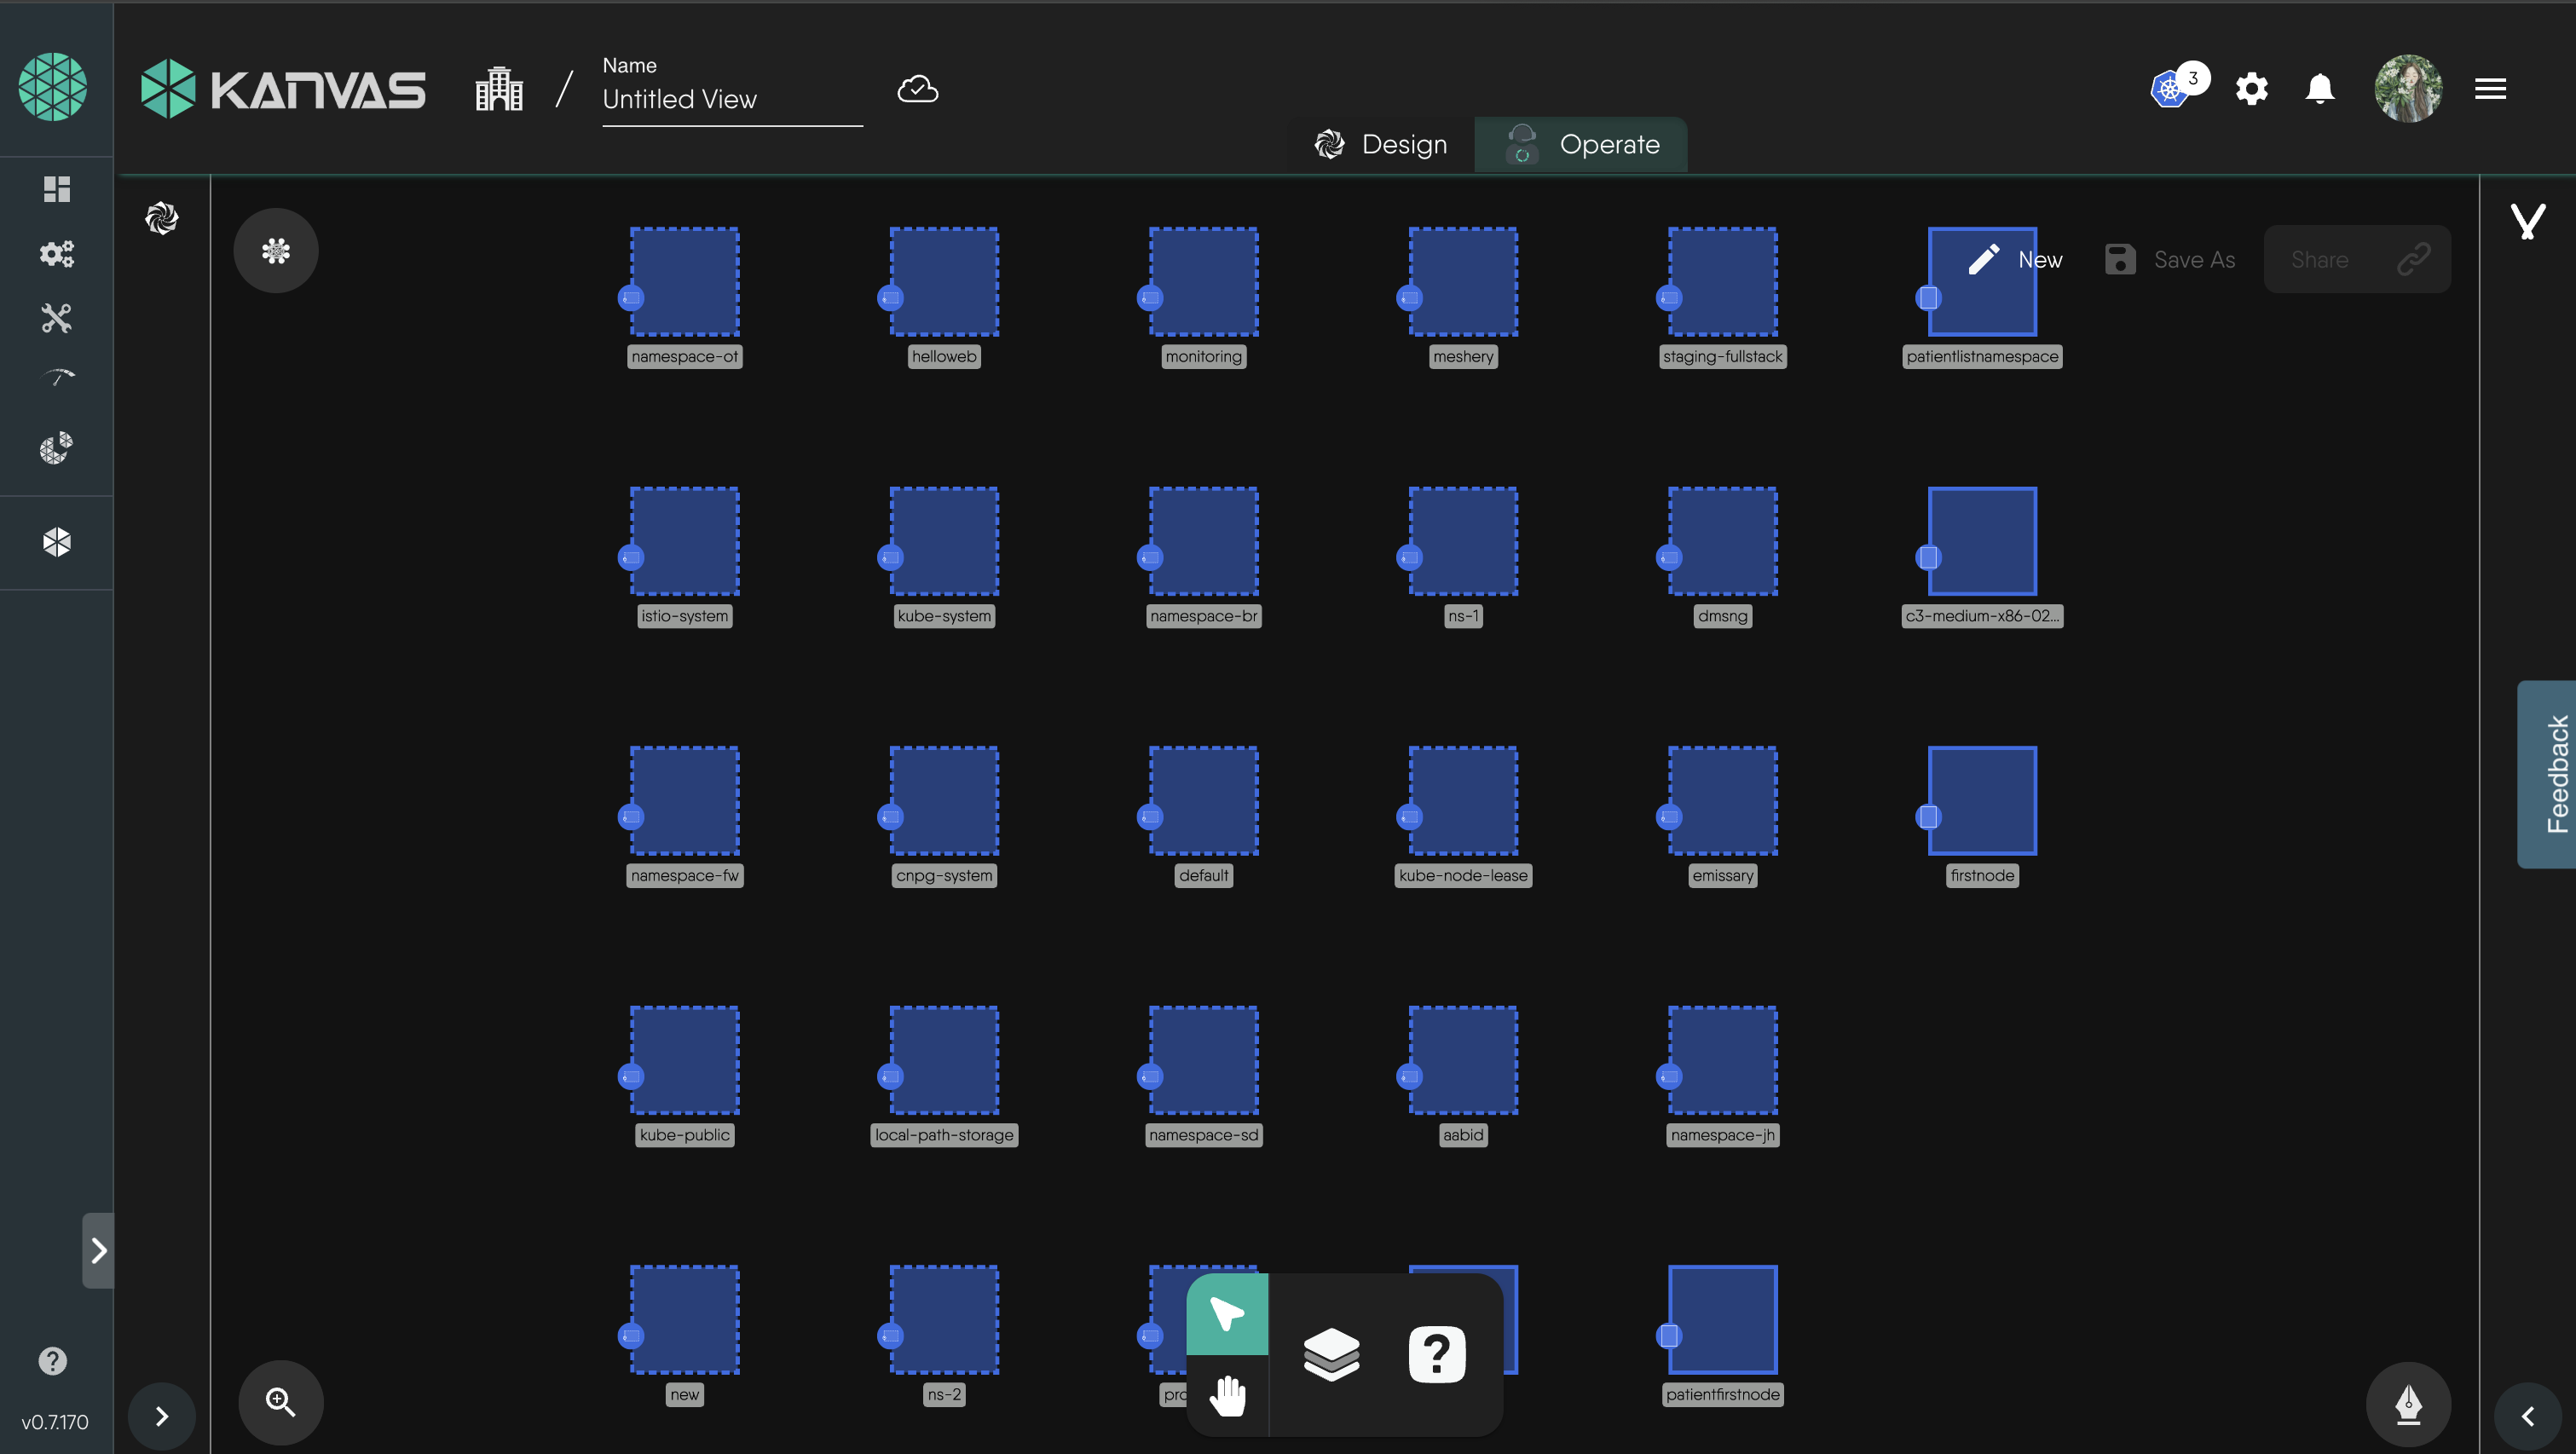 KANVAS
/
Name
Untitled View
3
Design
Operate
New
Save As
Share
namespace-ot
helloweb
monitoring
meshery
staging-fullstack
patientlistnamespace
istio-system
kube-system
namespace-br
ns-1
dmsng
c3-medium-x86-02...
namespace-fw
cnpg-system
default
kube-node-lease
emissary
firstnode
Feedback
kube-public
local-path-storage
namespace-sd
aabid
namespace-jh
?
new
ns-2
patientfirstnode
?
v0.7.170